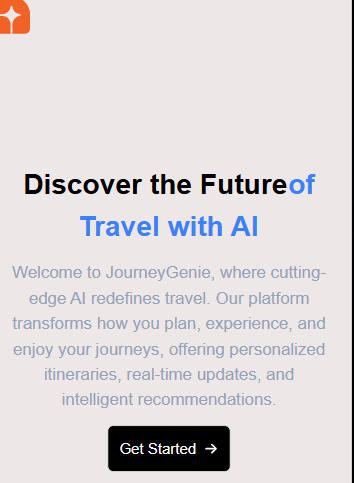 Discover the Futureof
Travel with AI
Welcome to JourneyGenie, where cutting-
edge AI redefines travel. Our platform
transforms how you plan, experience, and
enjoy your journeys, offering personalized
itineraries, real-time updates, and
intelligent recommendations.
Get Started →